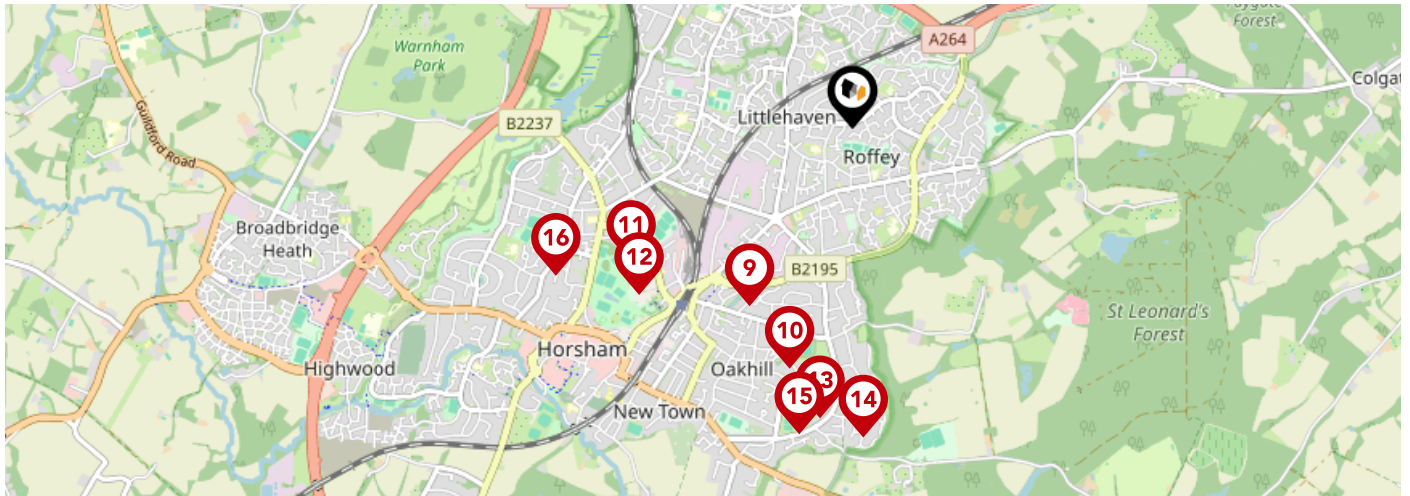 Faygate
Forest
Warnham
Park
A264
Colgat
Guildford Road
B2237
Littlehaven
Roffey
Broadbridge
Heath
11
16
12
9
B2195
10
St Leonard's
Forest
Horsham
Highwood
Oakhill
13
15
14
New Town